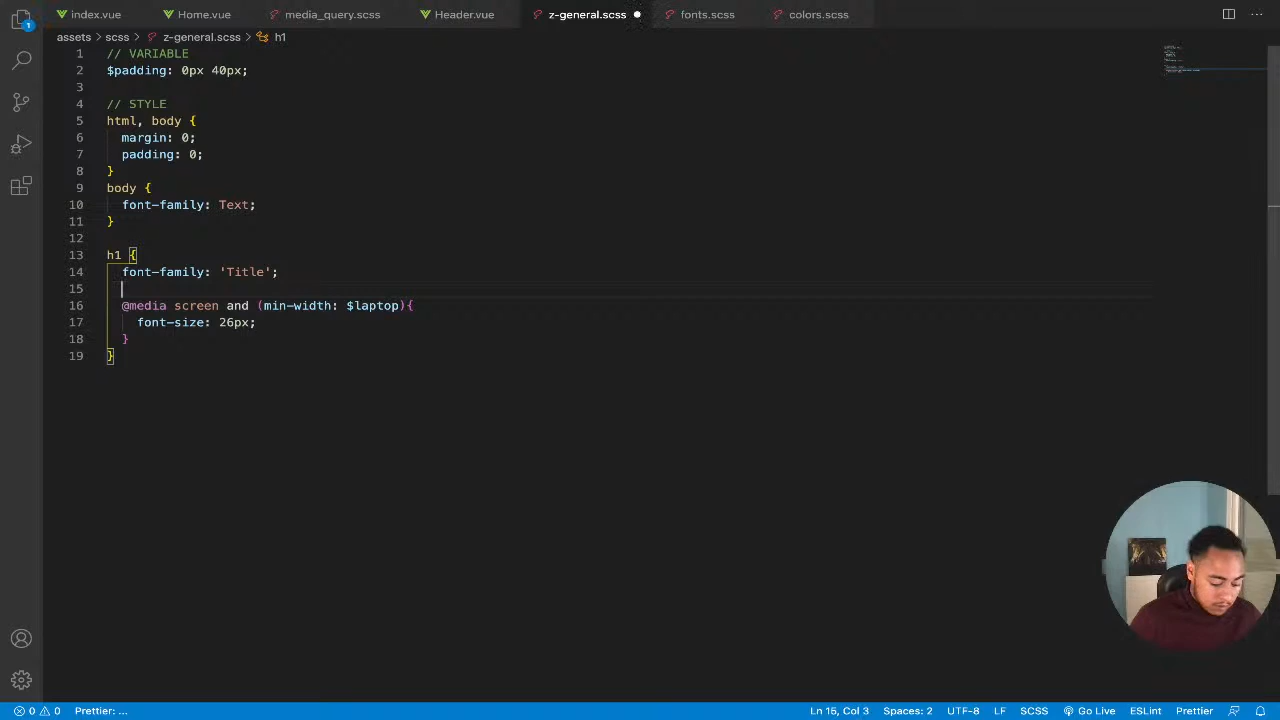 index.vue Home.vue media_query.scss Header.vue z-general.scss fonts.scss colors.scss
assets > scss > z-general.scss > h1
1 // VARIABLE
2 $padding: 0px 40px;
3
4 // STYLE
5 html, body {
6 margin: 0;
7 padding: 0;
8 }
9 body {
10 font-family: Text;
11 }
12
13 h1 {
14 font-family: 'Title';
15
16 @media screen and (min-width: $laptop){
17 font-size: 26px;
18 }
19 }
1
0 0 Prettier: ... Ln 15, Col 3 Spaces: 2 UTF-8 LF SCSS Go Live ESLint Prettier